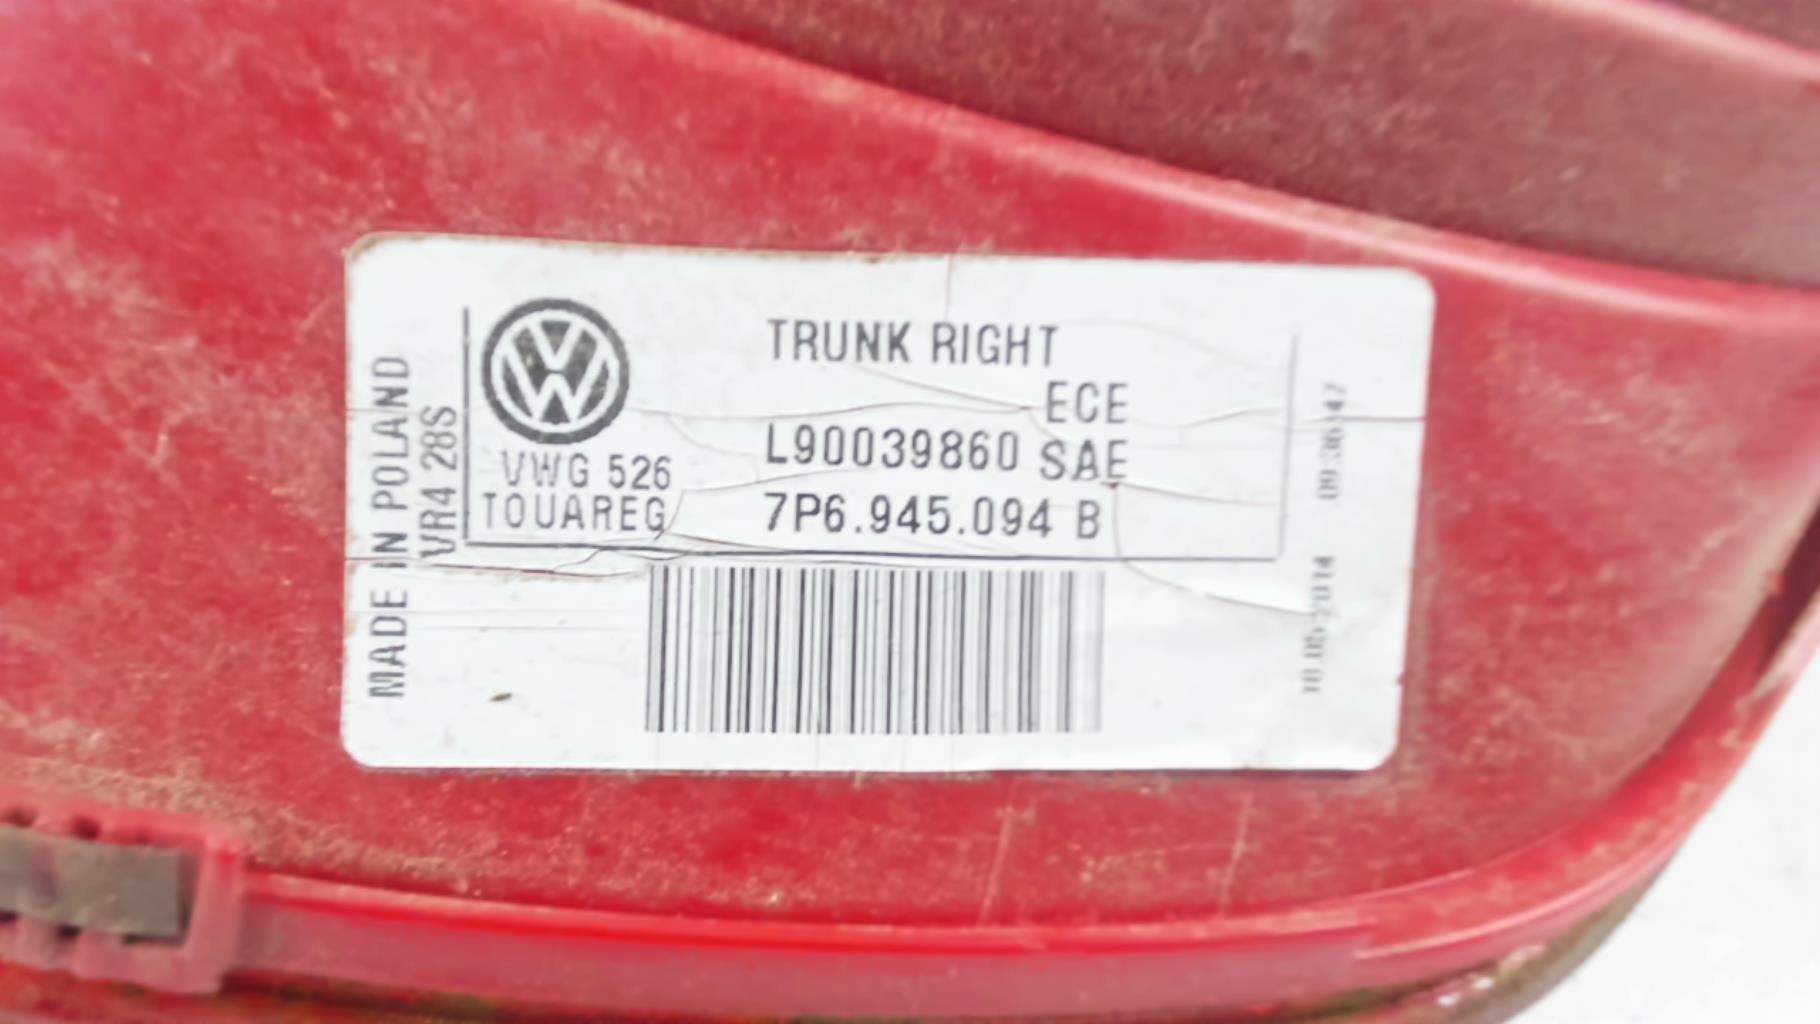 TRUNK RIGHT
ECE
L90039860 SAE
7P6.945.094 B
VWG 526
TOUAREG
MADE IN POLAND
VR4 28S